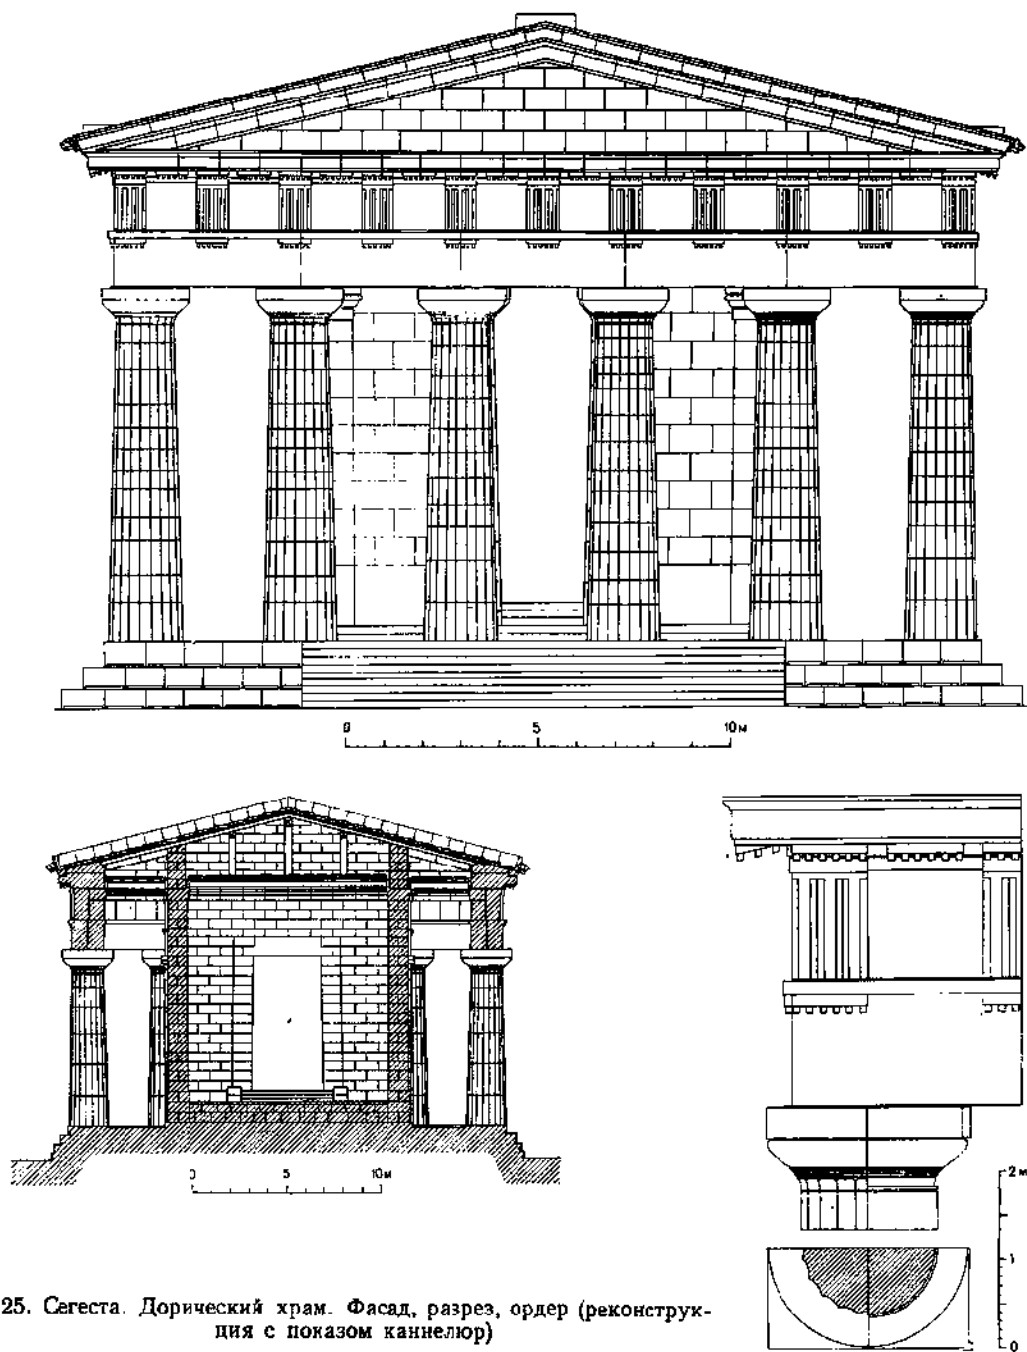 0 5 10м
0 5 10м
2м
1
0
25. Сегеста. Дорический храм. Фасад, разрез, ордер (реконструк-
ция с показом каннелюр)